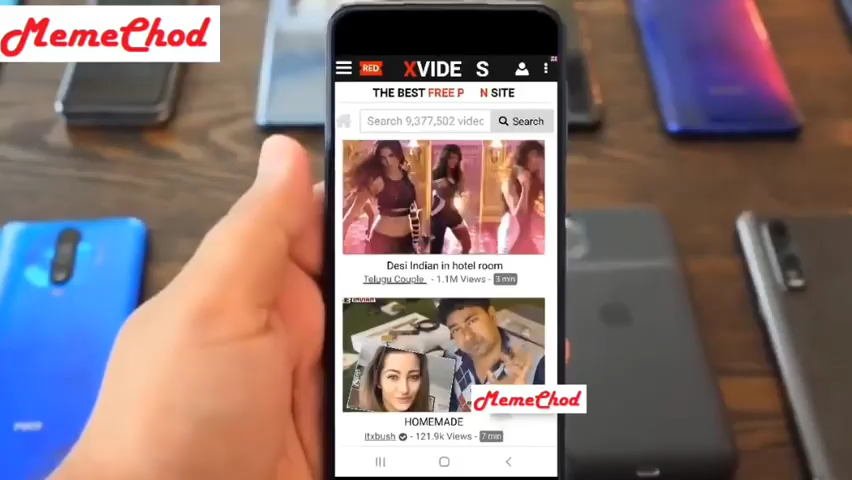 MemeChod
RED XVIDE S
THE BEST FREE P N SITE
Search 9,377,502 videc Search
Desi Indian in hotel room
Telugu Couple - 1.1M Views - 3 min
MemeChod
HOMEMADE
Itxbush - 121.9k Views - 7 min